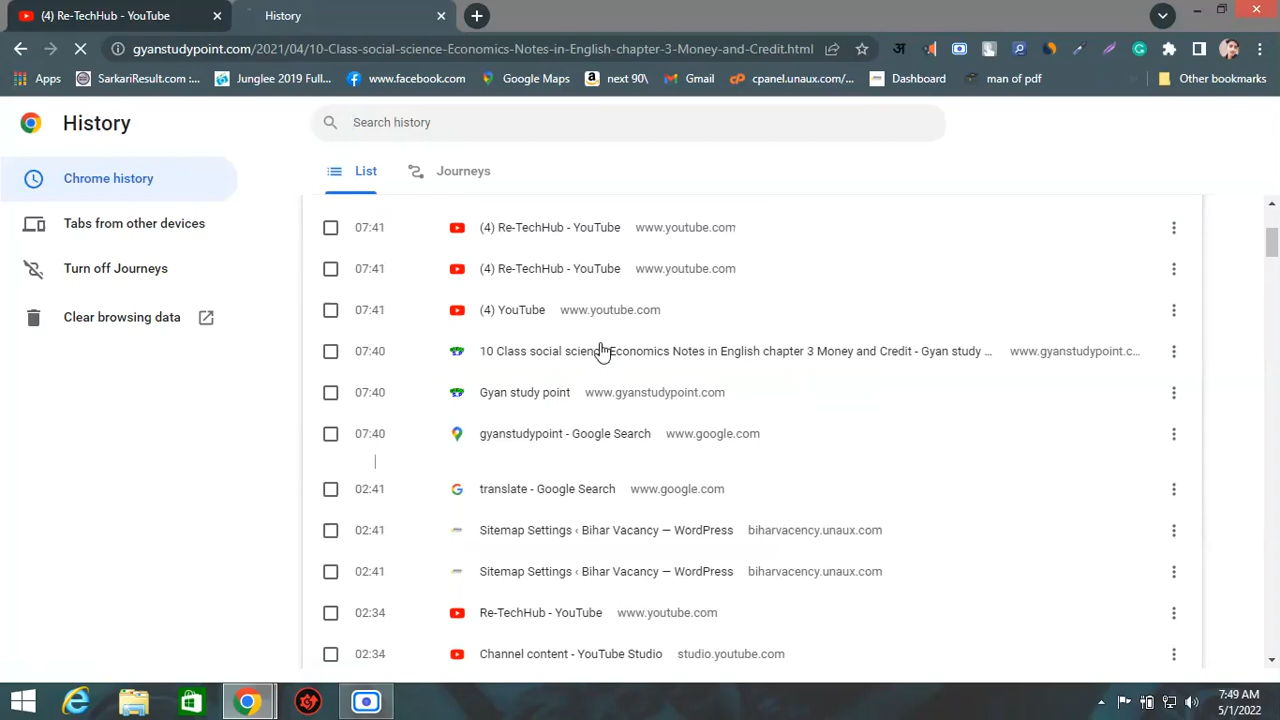 (4) Re-TechHub - YouTube
History
gyanstudypoint.com/2021/04/10-Class-social-science-Economics-Notes-in-English-chapter-3-Money-and-Credit.html
अ
Apps
SarkariResult.com :...
Junglee 2019 Full...
www.facebook.com
Google Maps
next 90\
Gmail
cpanel.unaux.com/...
Dashboard
man of pdf
Other bookmarks
History
Search history
Chrome history
List
Journeys
Tabs from other devices
Turn off Journeys
Clear browsing data
07:41 (4) Re-TechHub - YouTube www.youtube.com
07:41 (4) Re-TechHub - YouTube www.youtube.com
07:41 (4) YouTube www.youtube.com
07:40 10 Class social science Economics Notes in English chapter 3 Money and Credit - Gyan study ... www.gyanstudypoint.c...
07:40 Gyan study point www.gyanstudypoint.com
07:40 gyanstudypoint - Google Search www.google.com
02:41 translate - Google Search www.google.com
02:41 Sitemap Settings ‹ Bihar Vacancy — WordPress biharvacency.unaux.com
02:41 Sitemap Settings ‹ Bihar Vacancy — WordPress biharvacency.unaux.com
02:34 Re-TechHub - YouTube www.youtube.com
02:34 Channel content - YouTube Studio studio.youtube.com
7:49 AM
5/1/2022